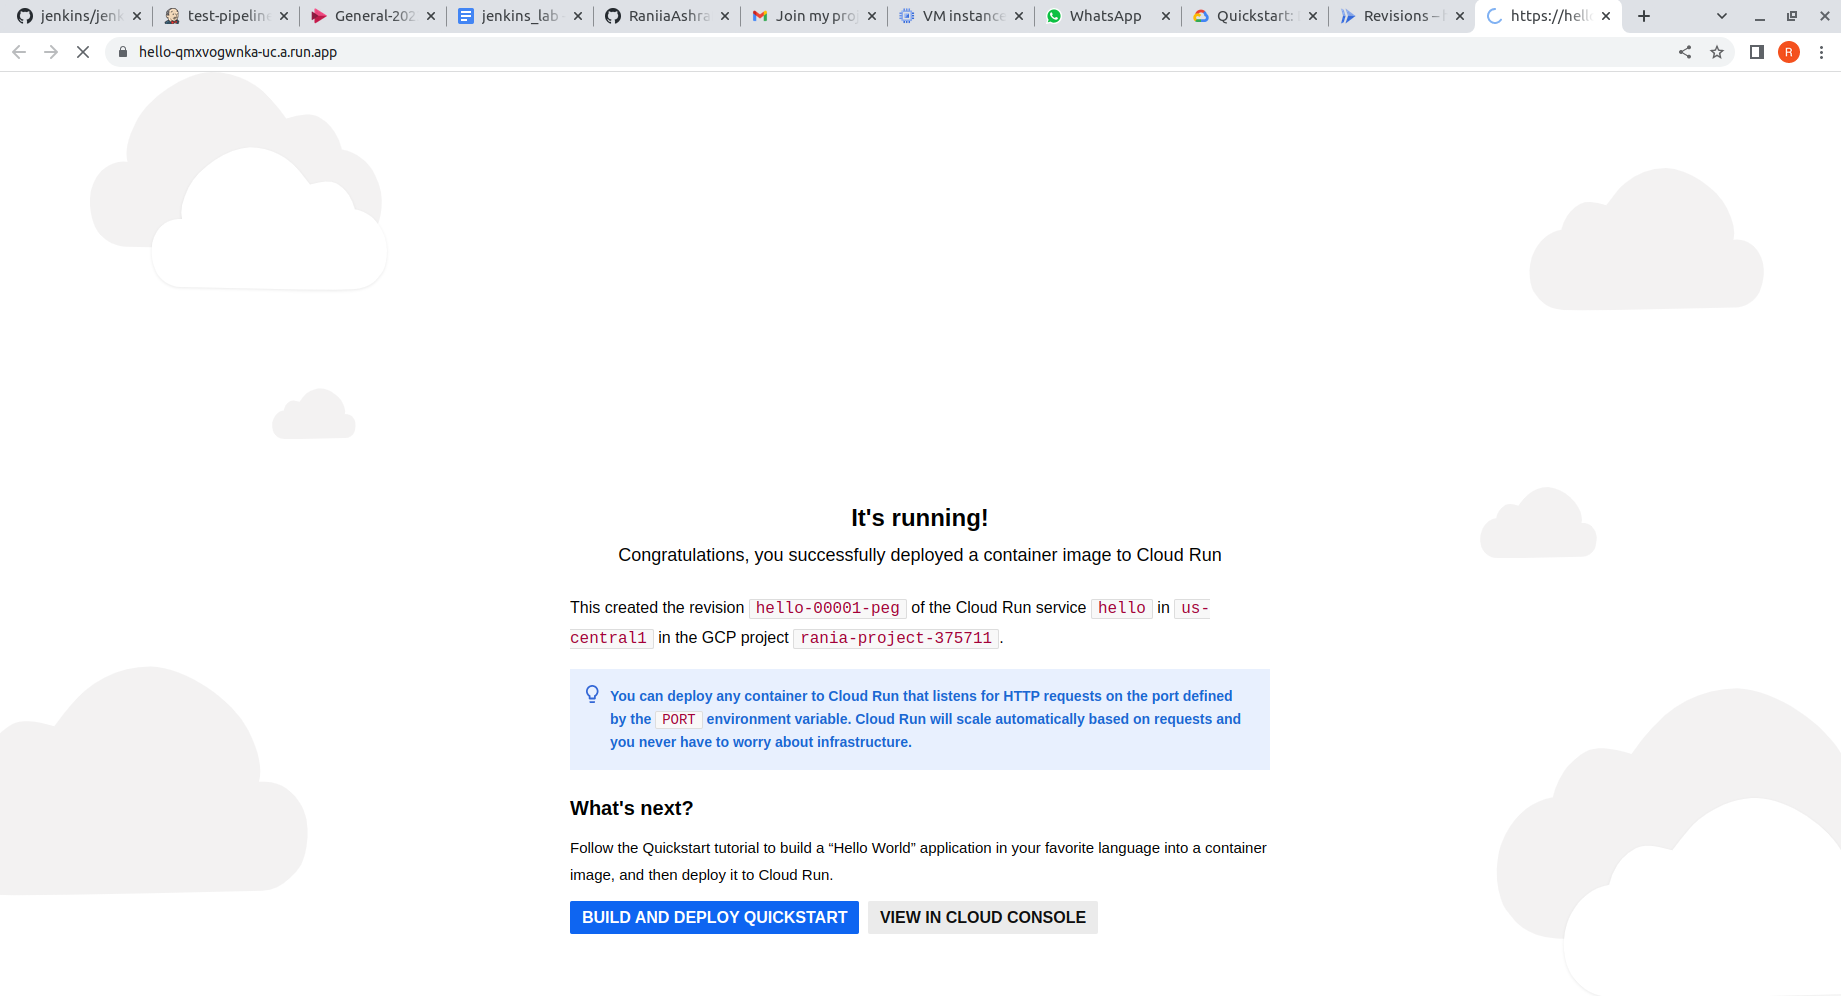 jenkins/jenk
test-pipeline
General-202
jenkins_lab -
RaniiaAshra
Join my proj
VM instance
WhatsApp
Quickstart:
Revisions –
https://hell
hello-qmxvogwnka-uc.a.run.app
R
It's running!
Congratulations, you successfully deployed a container image to Cloud Run
This created the revision hello-00001-peg of the Cloud Run service hello in us-
central1 in the GCP project rania-project-375711.
You can deploy any container to Cloud Run that listens for HTTP requests on the port defined
by the PORT environment variable. Cloud Run will scale automatically based on requests and
you never have to worry about infrastructure.
What's next?
Follow the Quickstart tutorial to build a “Hello World” application in your favorite language into a container
image, and then deploy it to Cloud Run.
BUILD AND DEPLOY QUICKSTART
VIEW IN CLOUD CONSOLE